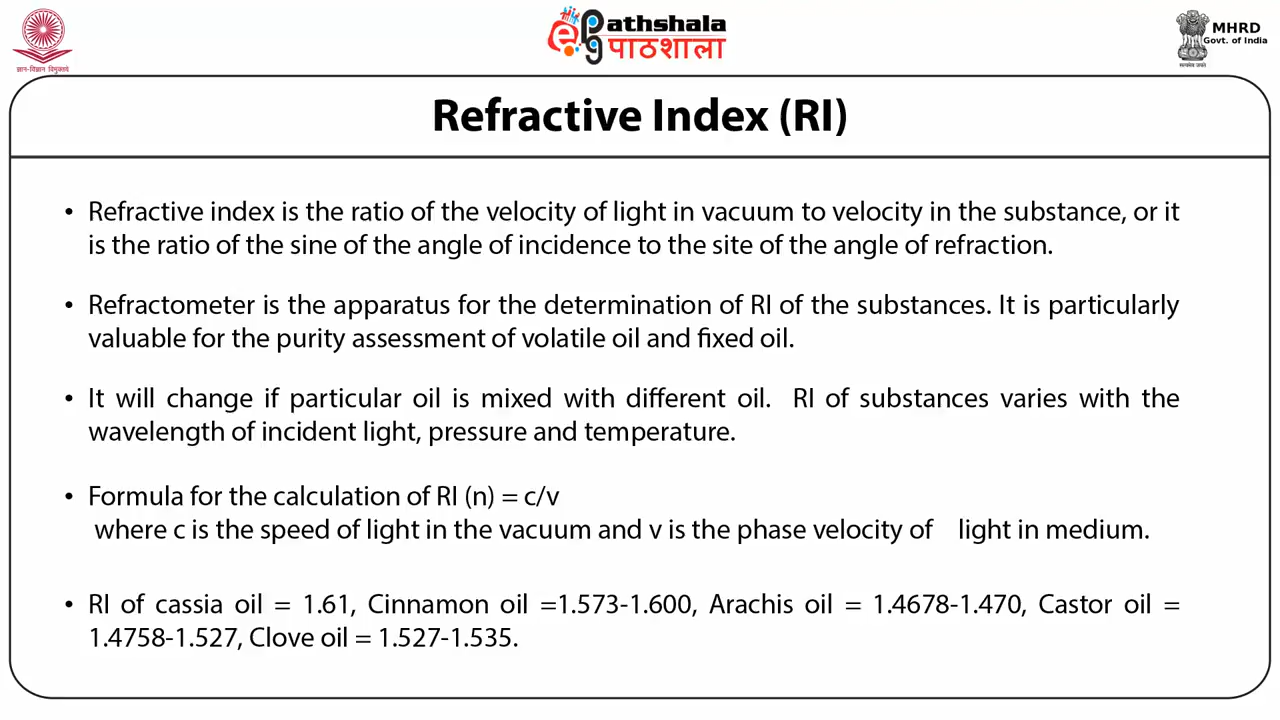 ज्ञान-विज्ञान विमुक्तये
ePg athshala
पाठशाला
सत्यमेव जयते
MHRD
Govt. of India
Refractive Index (RI)
• Refractive index is the ratio of the velocity of light in vacuum to velocity in the substance, or it
is the ratio of the sine of the angle of incidence to the site of the angle of refraction.
• Refractometer is the apparatus for the determination of RI of the substances. It is particularly
valuable for the purity assessment of volatile oil and fixed oil.
• It will change if particular oil is mixed with different oil. RI of substances varies with the
wavelength of incident light, pressure and temperature.
• Formula for the calculation of RI (n) = c/v
where c is the speed of light in the vacuum and v is the phase velocity of light in medium.
• RI of cassia oil = 1.61, Cinnamon oil =1.573-1.600, Arachis oil = 1.4678-1.470, Castor oil =
1.4758-1.527, Clove oil = 1.527-1.535.